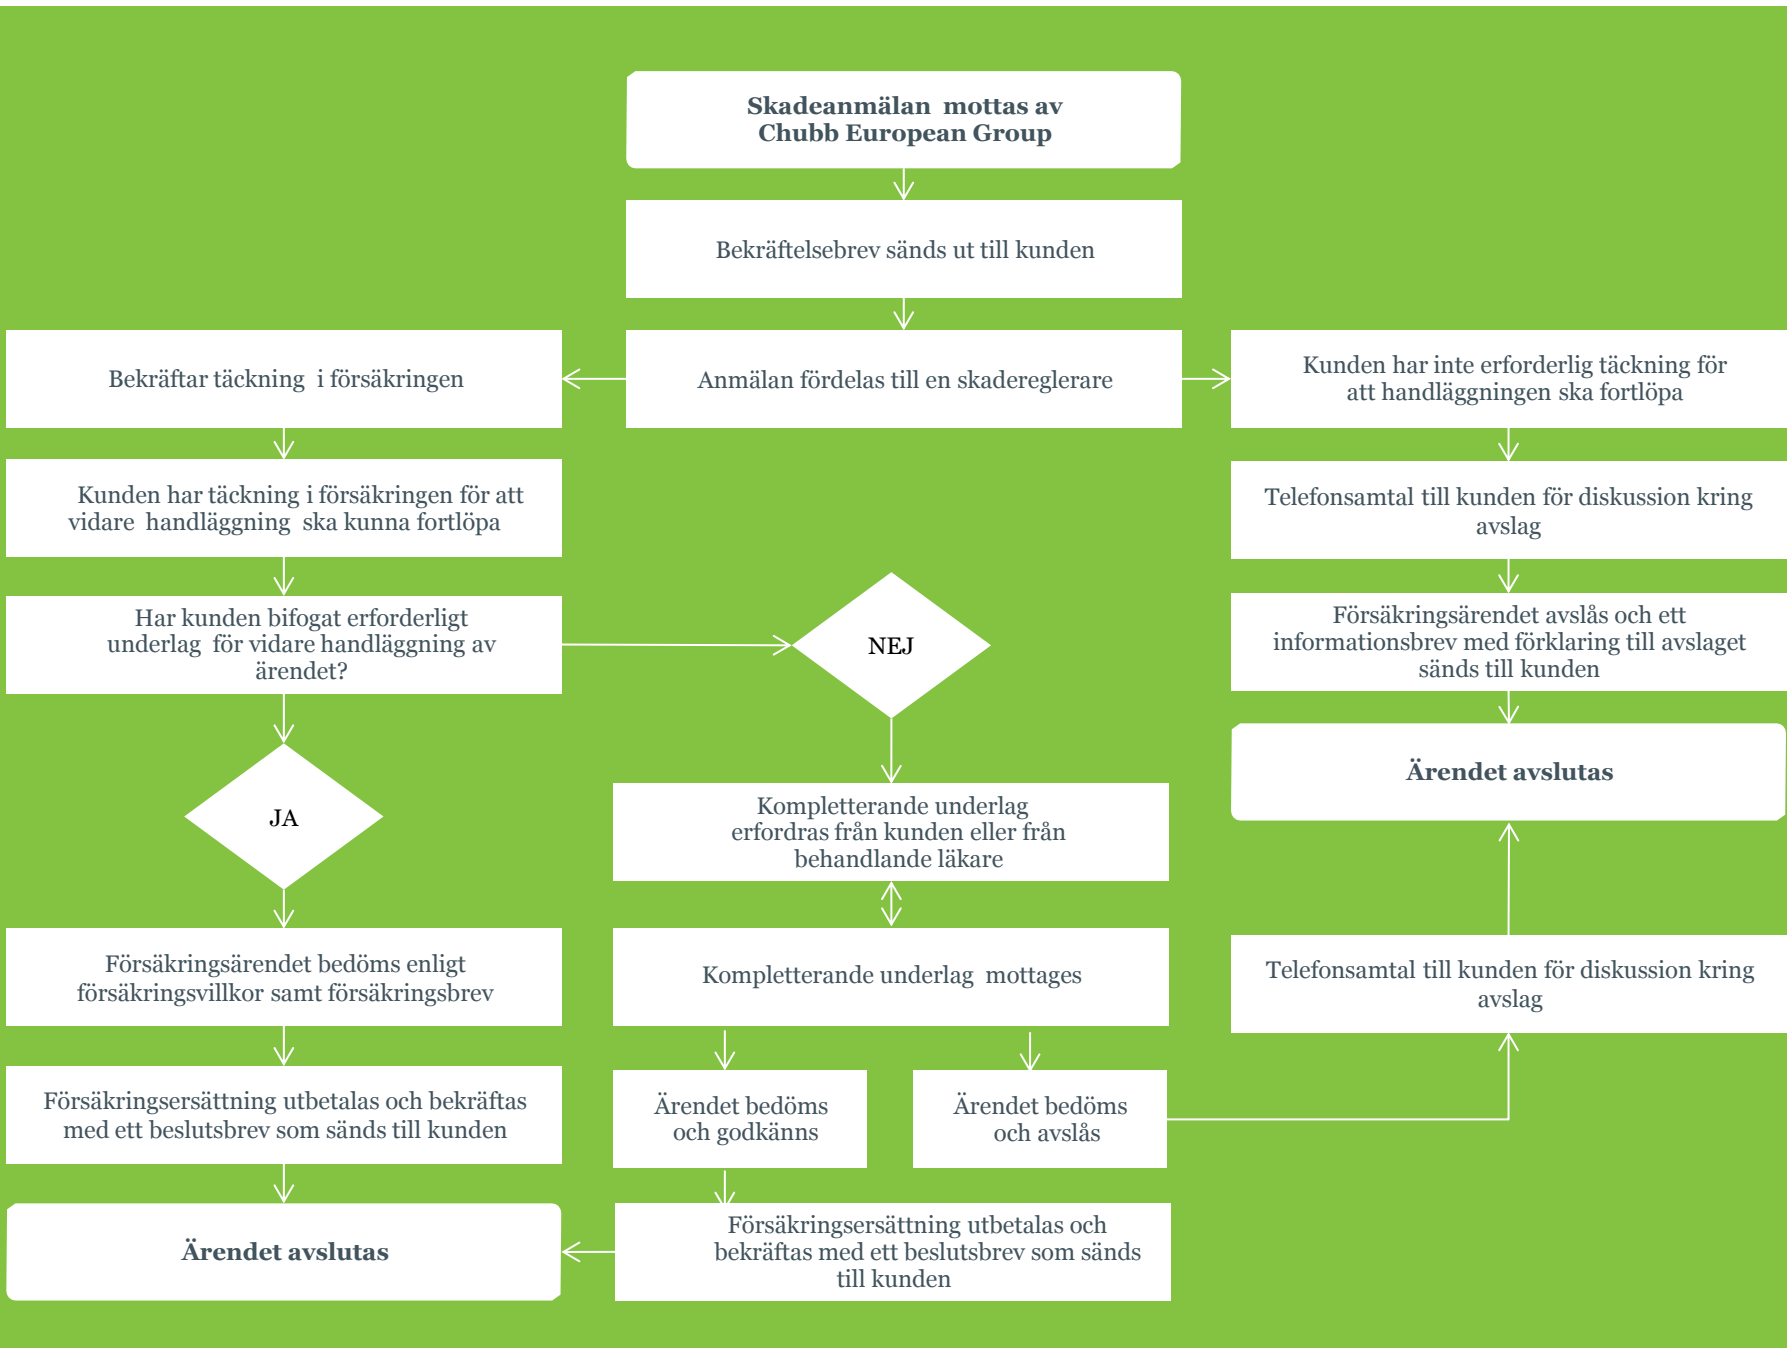 Skadeanmälan mottas av
Chubb European Group
Bekräftelsebrev sänds ut till kunden
Bekräftar täckning i försäkringen
Anmälan fördelas till en skadereglerare
Kunden har inte erforderlig täckning för
att handläggningen ska fortlöpa
Kunden har täckning i försäkringen för att
vidare handläggning ska kunna fortlöpa
Telefonsamtal till kunden för diskussion kring
avslag
Har kunden bifogat erforderligt
underlag för vidare handläggning av
ärendet?
NEJ
Försäkringsärendet avslås och ett
informationsbrev med förklaring till avslaget
sänds till kunden
Ärendet avslutas
JA
Kompletterande underlag
erfordras från kunden eller från
behandlande läkare
Försäkringsärendet bedöms enligt
försäkringsvillkor samt försäkringsbrev
Kompletterande underlag mottages
Telefonsamtal till kunden för diskussion kring
avslag
Försäkringsersättning utbetalas och bekräftas
med ett beslutsbrev som sänds till kunden
Ärendet bedöms
och godkänns
Ärendet bedöms
och avslås
Ärendet avslutas
Försäkringsersättning utbetalas och
bekräftas med ett beslutsbrev som sänds
till kunden